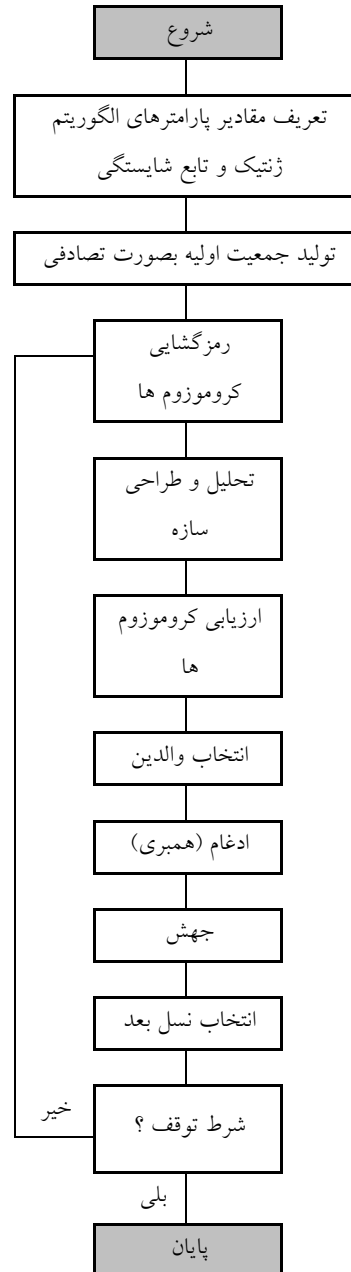 شروع
تعریف مقادیر پارامترهای الگوریتم
ژنتیک و تابع شایستگی
تولید جمعیت اولیه بصورت تصادفی
رمزگشایی
کروموزوم ها
تحلیل و طراحی
سازه
ارزیابی کروموزوم
ها
انتخاب والدین
ادغام (همبری)
جهش
انتخاب نسل بعد
شرط توقف ؟
خیر
بلی
پایان